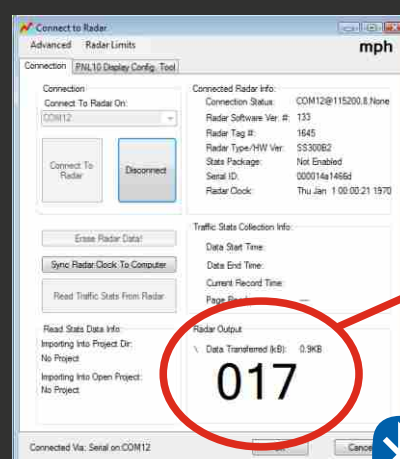 Connect to Radar
Advanced Radar Limits
mph
Connection PNL10 Display Config. Tool
Connection
Connect To Radar On:
COM12
Connect To Radar
Disconnect
Erase Radar Data!
Sync Radar Clock To Computer
Read Traffic Stats From Radar
Read Stats Data Info:
Importing Into Project Dir:
No Project
Importing Into Open Project:
No Project
Connected Radar Info:
Connection Status: COM12@115200.8.None
Radar Software Ver. #: 133
Radar Tag #: 1645
Radar Type/HW Ver: SS300B2
Stats Package: Not Enabled
Serial ID: 000014a1466d
Radar Clock: Thu Jan 1 00:00:21 1970
Traffic Stats Collection Info:
Data Start Time:
Data End Time:
Current Record Time:
Radar Output
\ Data Transferred (kB): 0.9KB
017
Connected Via: Serial on COM12